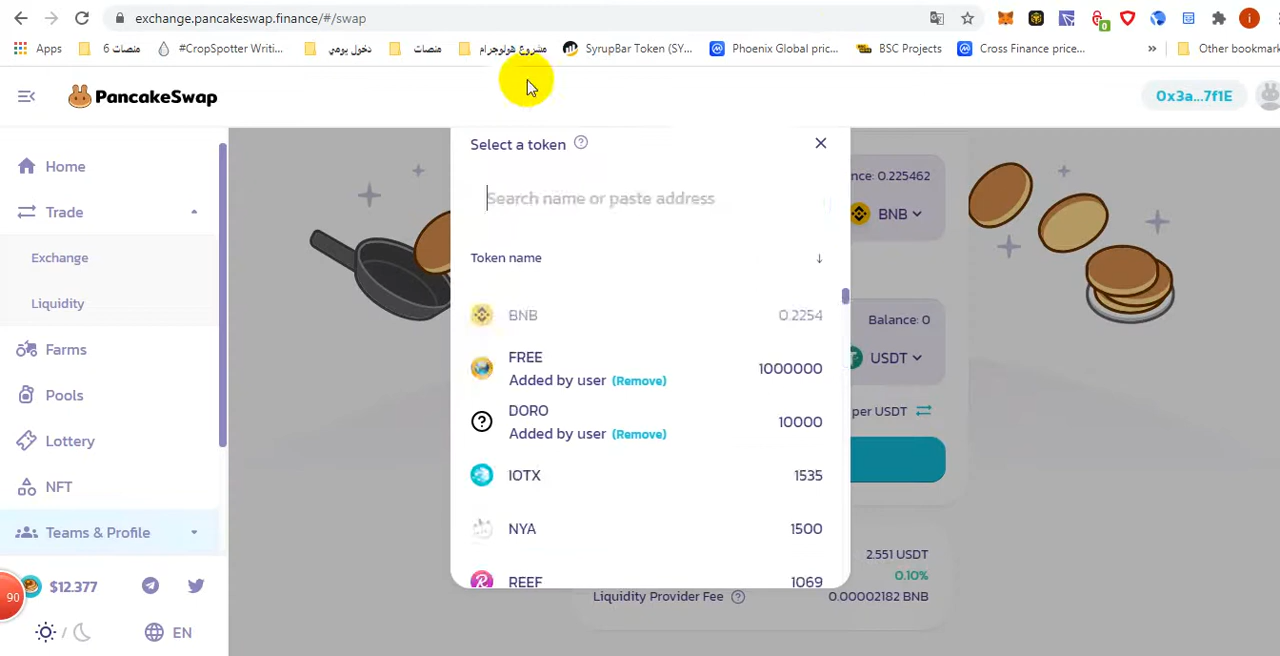 exchange.pancakeswap.finance/#/swap
0
i
Apps
منصات 6
#CropSpotter Writi...
دخول يومي
منصات
مشروع هولوجرام
SyrupBar Token (SY...
Phoenix Global pric...
BSC Projects
Cross Finance price...
»
Other bookmark
PancakeSwap
0x3a...7f1E
Home
Trade
Exchange
Liquidity
Farms
Pools
Lottery
NFT
Teams & Profile
90
$12.377
/
EN
Select a token ?
Search name or paste address
Token name ↓
BNB 0.2254
FREE
Added by user (Remove) 1000000
DORO
Added by user (Remove) 10000
IOTX 1535
NYA 1500
REEF 1069
nce: 0.225462
BNB
Balance: 0
USDT
per USDT
2.551 USDT
0.10%
Liquidity Provider Fee ? 0.00002182 BNB